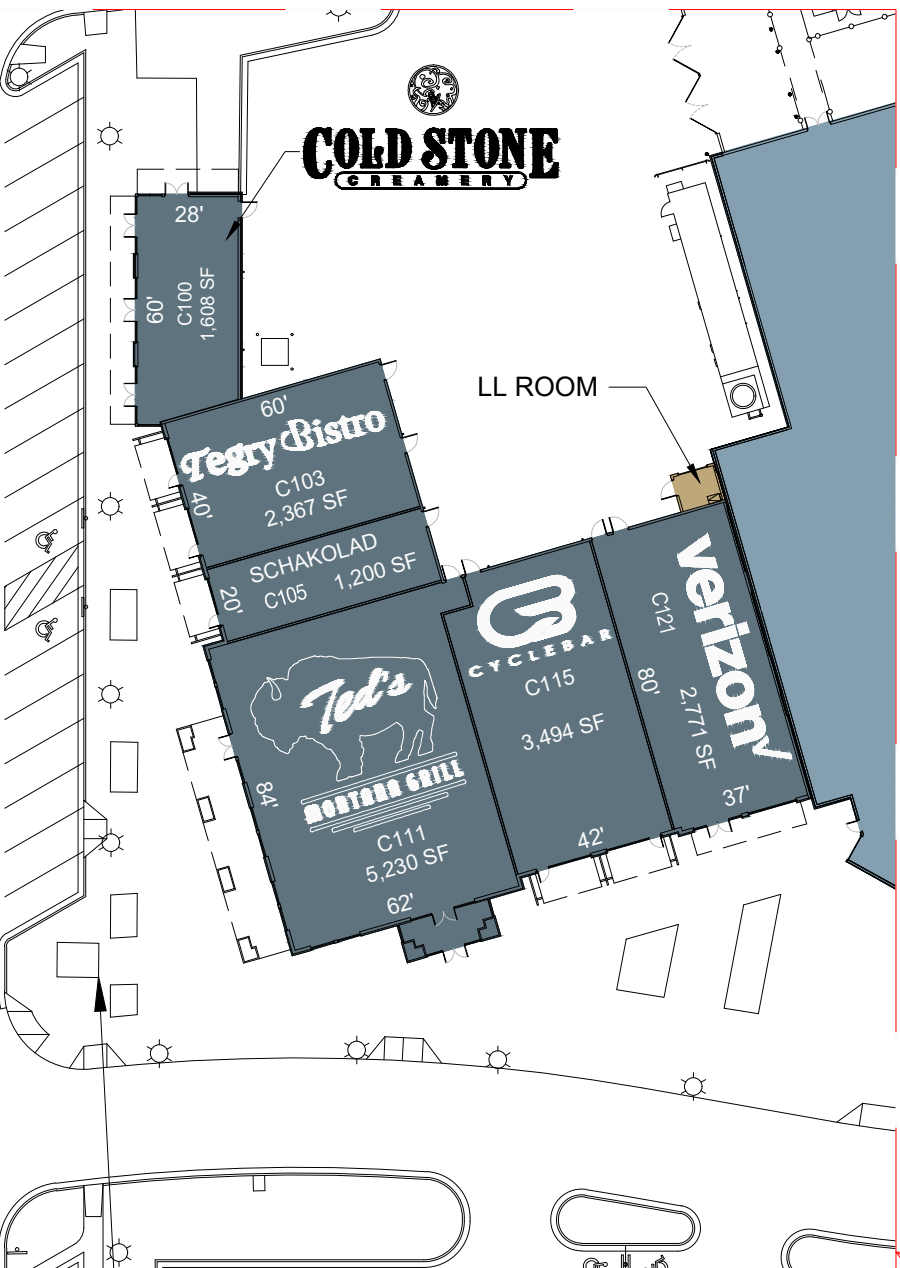 COLD STONE
CREAMERY
28'
60'
C100
1,608 SF
LL ROOM
60'
Tegry Bistro
C103
2,367 SF
40'
SCHAKOLAD
C105 1,200 SF
20'
CYCLEBAR
C115
3,494 SF
42'
verizon
C121
2,771 SF
80'
37'
Ted's
MONTANA GRILL
C111
5,230 SF
84'
62'